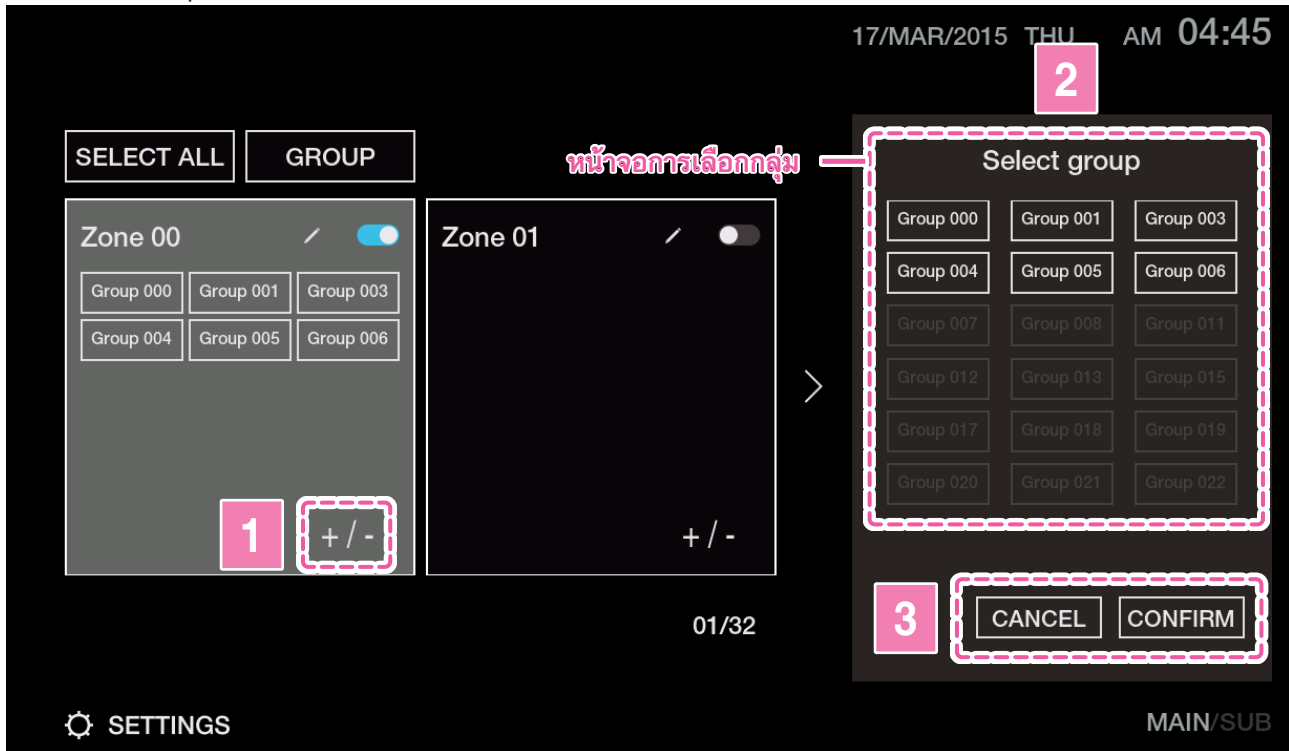 17/MAR/2015 THU AM 04:45
2
SELECT ALL GROUP
หน้าจอการเลือกกลุ่ม
Select group
Zone 00
Group 000 Group 001 Group 003
Group 004 Group 005 Group 006
1 + / -
Zone 01
+ / -
Group 000 Group 001 Group 003
Group 004 Group 005 Group 006
Group 007 Group 008 Group 011
Group 012 Group 013 Group 015
Group 017 Group 018 Group 019
Group 020 Group 021 Group 022
01/32
3 CANCEL CONFIRM
SETTINGS
MAIN/SUB